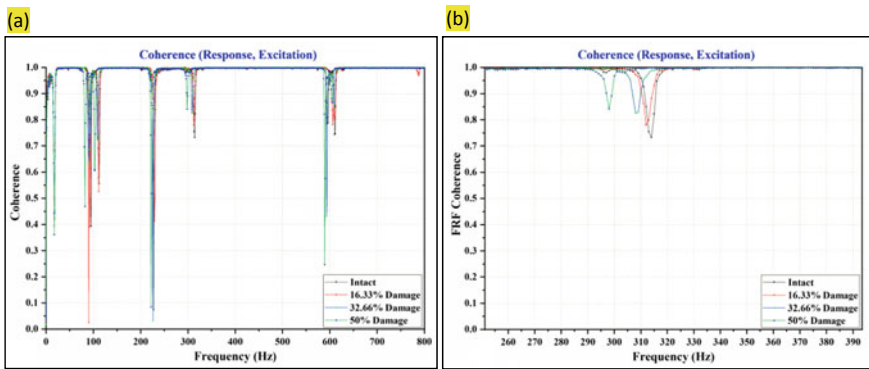 (a)
Coherence (Response, Excitation)
1.0
0.9
0.8
0.7
0.6
0.5
0.4
0.3
0.2
0.1
0.0
Coherence
Intact
16.33% Damage
32.66% Damage
50% Damage
0 100 200 300 400 500 600 700 800
Frequency (Hz)
(b)
Coherence (Response, Excitation)
1.0
0.9
0.8
0.7
0.6
0.5
0.4
0.3
0.2
0.1
0.0
FRF Coherence
Intact
16.33% Damage
32.66% Damage
50% Damage
260 270 280 290 300 310 320 330 340 350 360 370 380 390
Frequency (Hz)